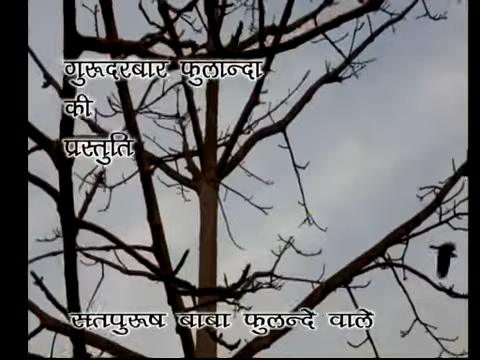 गुरूदरबार फुलान्दा
की
प्रस्तुति
सतपुरूष बाबा फुलन्दे वाले